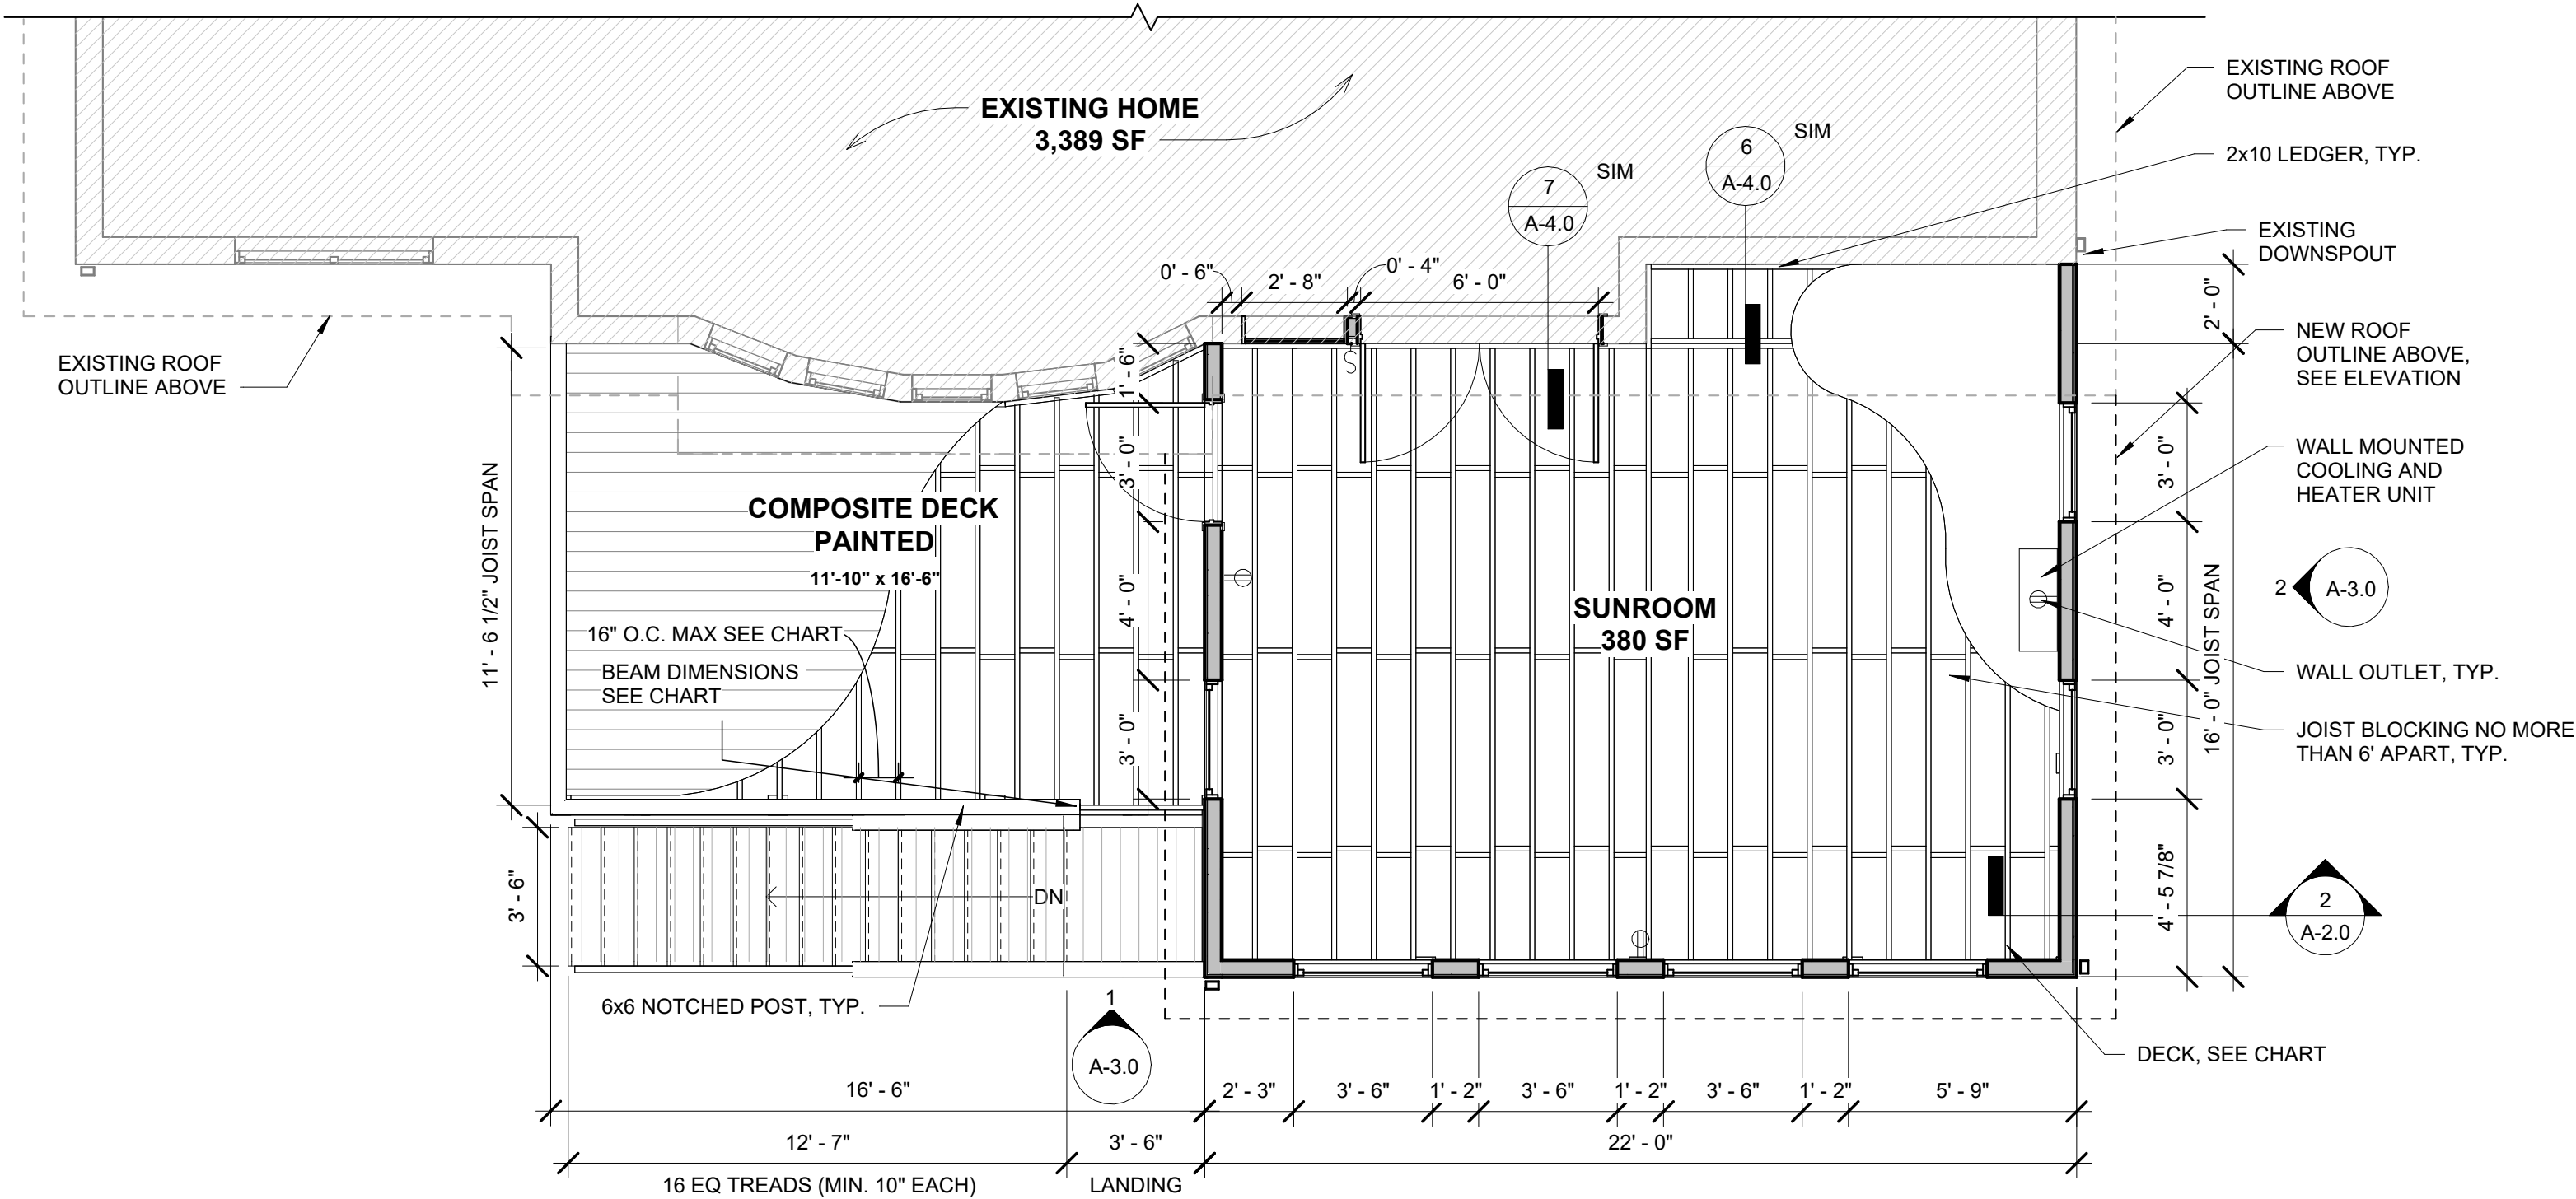 EXISTING HOME
3,389 SF
EXISTING ROOF
OUTLINE ABOVE
SIM
6
A-4.0
2x10 LEDGER, TYP.
SIM
7
A-4.0
EXISTING
DOWNSPOUT
0' - 6"
2' - 8"
0' - 4"
6' - 0"
2' - 0"
EXISTING ROOF
OUTLINE ABOVE
NEW ROOF
OUTLINE ABOVE,
SEE ELEVATION
S
1' - 6"
3' - 0"
4' - 0"
3' - 0"
11' - 6 1/2" JOIST SPAN
COMPOSITE DECK
PAINTED
11'-10" x 16'-6"
16" O.C. MAX SEE CHART
BEAM DIMENSIONS
SEE CHART
SUNROOM
380 SF
3' - 0"
4' - 0"
3' - 0"
4' - 5 7/8"
16' - 0" JOIST SPAN
WALL MOUNTED
COOLING AND
HEATER UNIT
2
A-3.0
WALL OUTLET, TYP.
JOIST BLOCKING NO MORE
THAN 6' APART, TYP.
3' - 6"
DN
2
A-2.0
6x6 NOTCHED POST, TYP.
1
A-3.0
DECK, SEE CHART
16' - 6"
2' - 3"
3' - 6"
1' - 2"
3' - 6"
1' - 2"
3' - 6"
1' - 2"
5' - 9"
12' - 7"
3' - 6"
22' - 0"
16 EQ TREADS (MIN. 10" EACH)
LANDING